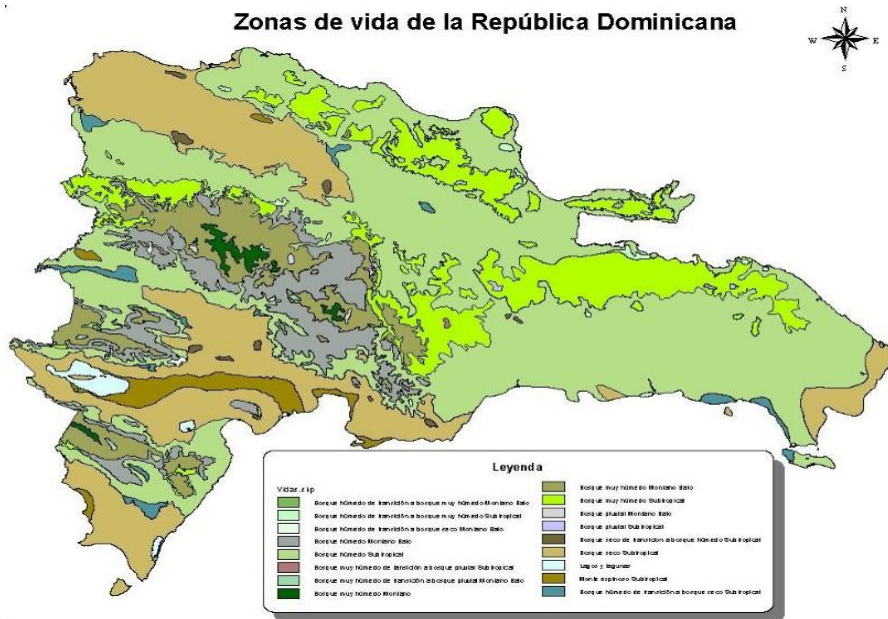 Zonas de vida de la República Dominicana
N
W E
S
Leyenda
Vidas.shp
Bosque húmedo de transición a bosque muy húmedo Montano Bajo
Bosque húmedo de transición a bosque muy húmedo Subtropical
Bosque húmedo de transición a bosque seco Montano Bajo
Bosque húmedo Montano Bajo
Bosque húmedo Subtropical
Bosque muy húmedo de transición a bosque pluvial Subtropical
Bosque muy húmedo de transición a bosque pluvial Montano Bajo
Bosque muy húmedo Montano
Bosque muy húmedo Montano Bajo
Bosque muy húmedo Subtropical
Bosque pluvial Montano Bajo
Bosque pluvial Subtropical
Bosque seco de transición a bosque húmedo Subtropical
Bosque seco Subtropical
Lagos y lagunas
Monte espinoso Subtropical
Bosque húmedo de transición a bosque seco Subtropical